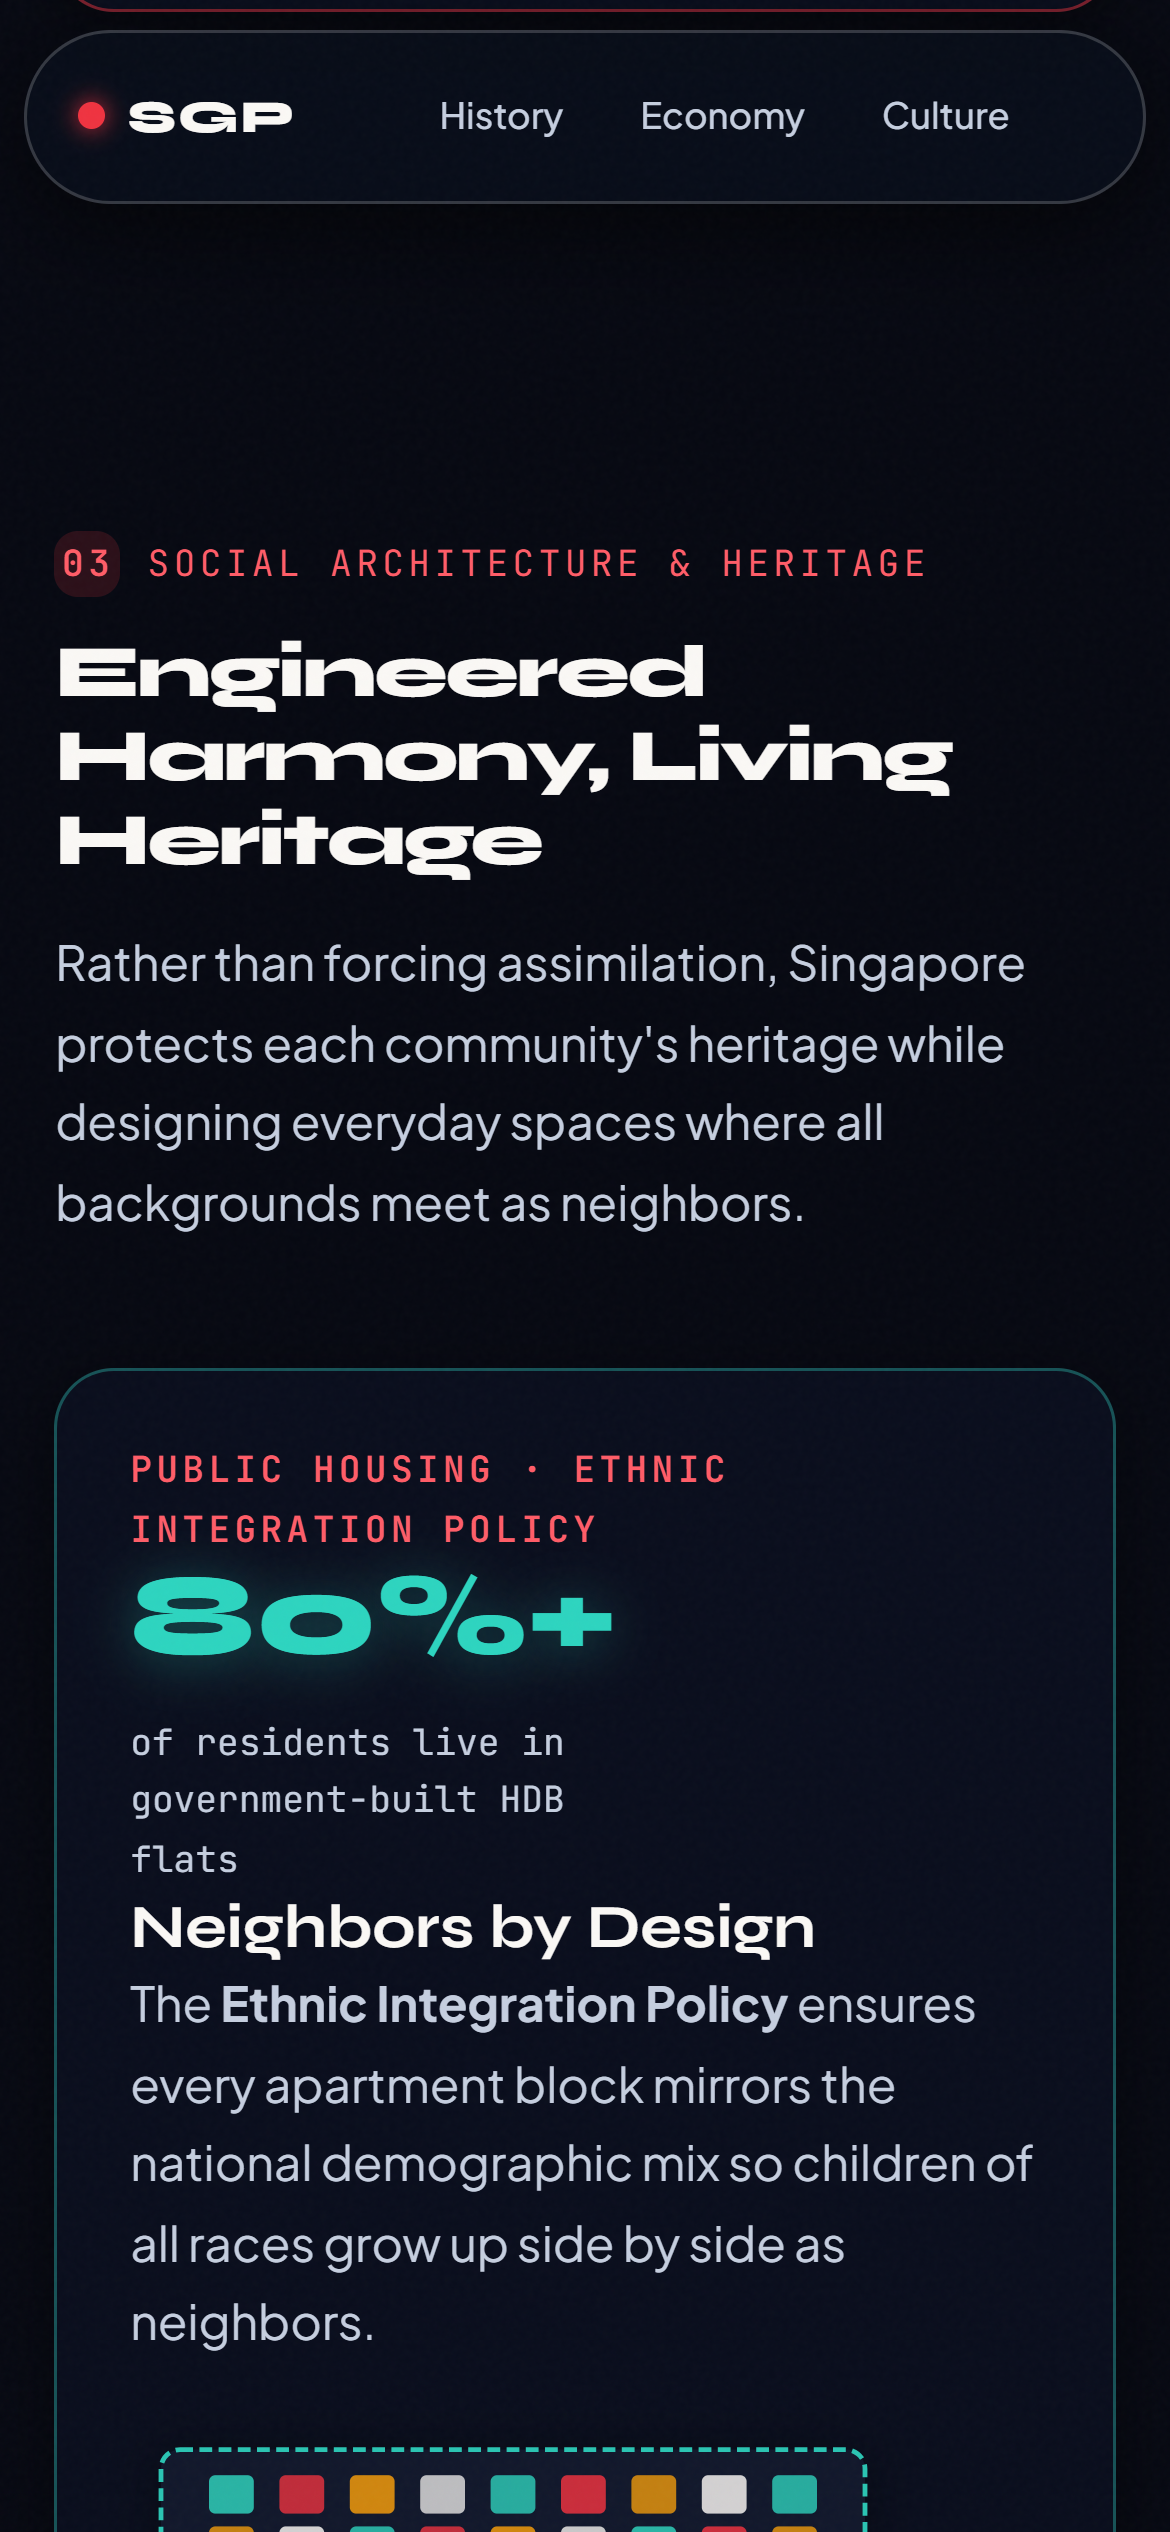 SGP
History Economy Culture
03 SOCIAL ARCHITECTURE & HERITAGE
Engineered
Harmony, Living
Heritage
Rather than forcing assimilation, Singapore
protects each community's heritage while
designing everyday spaces where all
backgrounds meet as neighbors.
PUBLIC HOUSING · ETHNIC
INTEGRATION POLICY
80%+
of residents live in
government-built HDB
flats
Neighbors by Design
The Ethnic Integration Policy ensures
every apartment block mirrors the
national demographic mix so children of
all races grow up side by side as
neighbors.